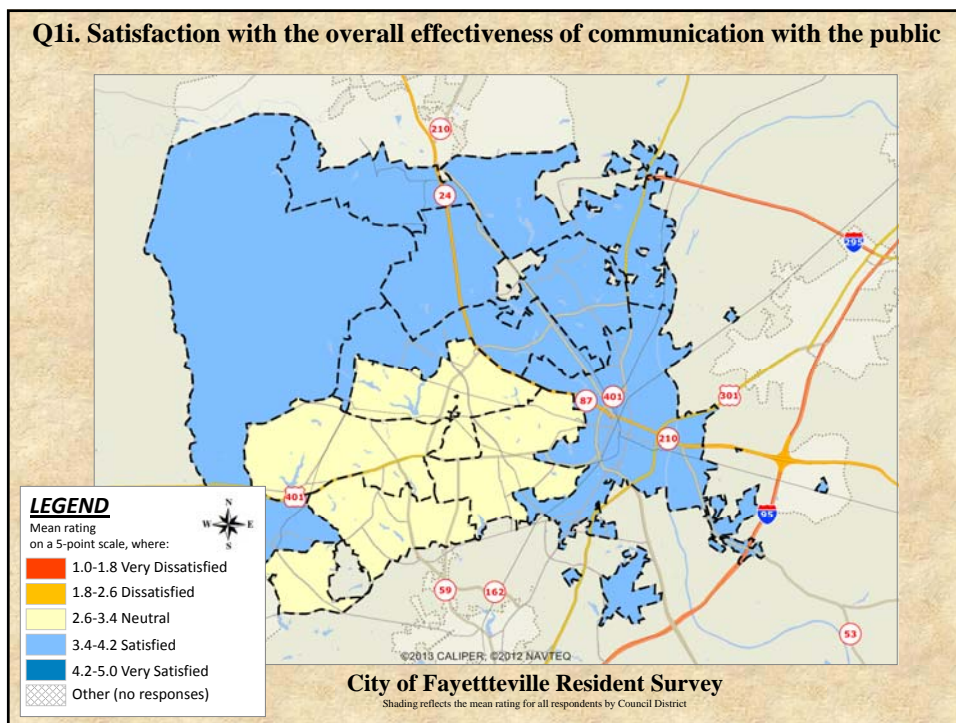 Q1i. Satisfaction with the overall effectiveness of communication with the public
210
24
295
87
401
301
210
401
95
59
162
53
LEGEND
N
W E
S
Mean rating
on a 5-point scale, where:
1.0-1.8 Very Dissatisfied
1.8-2.6 Dissatisfied
2.6-3.4 Neutral
3.4-4.2 Satisfied
4.2-5.0 Very Satisfied
Other (no responses)
©2013 CALIPER; ©2012 NAVTEQ
City of Fayettteville Resident Survey
Shading reflects the mean rating for all respondents by Council District